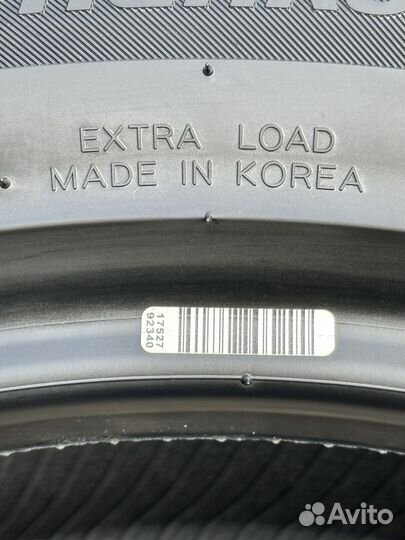 EXTRA LOAD
MADE IN KOREA
17527
92340
Avito